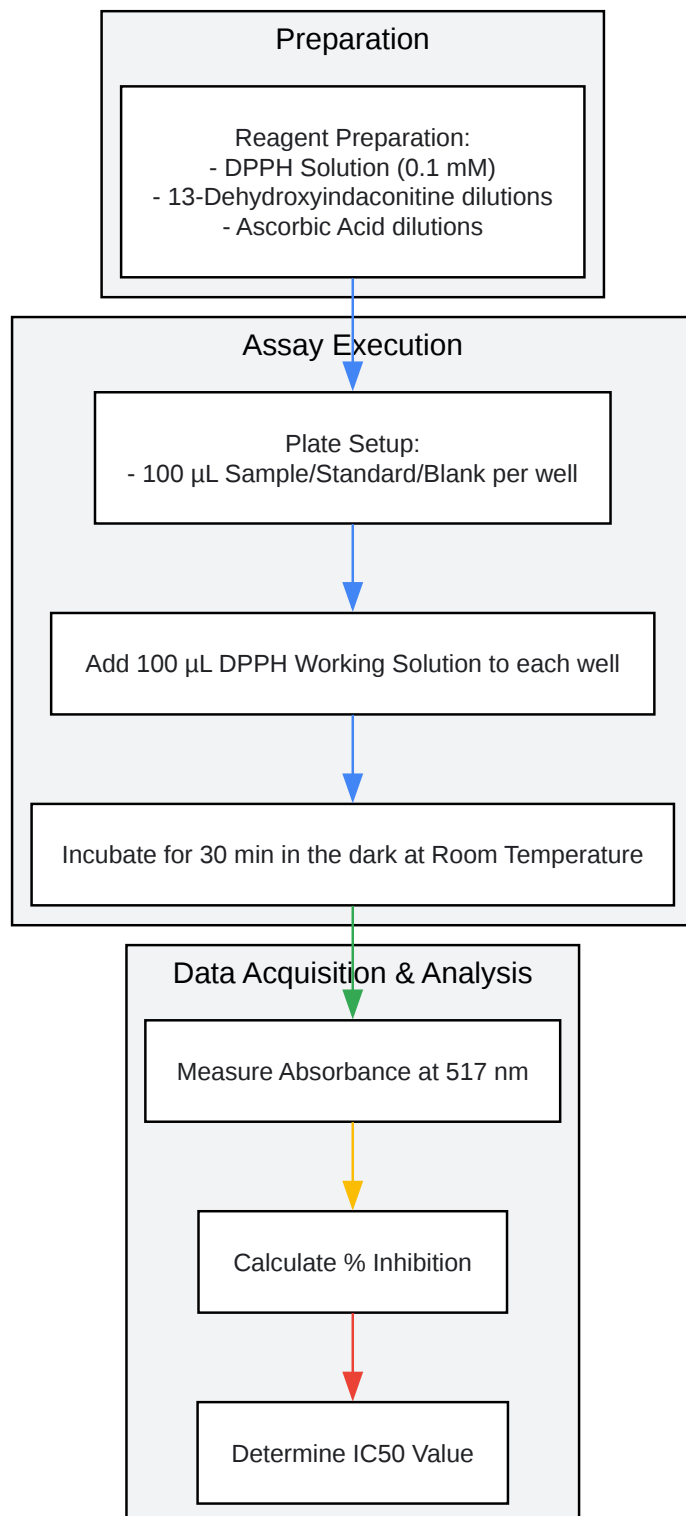 Preparation
Reagent Preparation:
- DPPH Solution (0.1 mM)
- 13-Dehydroxyindaconitine dilutions
- Ascorbic Acid dilutions
Assay Execution
Plate Setup:
- 100 µL Sample/Standard/Blank per well
Add 100 µL DPPH Working Solution to each well
Incubate for 30 min in the dark at Room Temperature
Data Acquisition & Analysis
Measure Absorbance at 517 nm
Calculate % Inhibition
Determine IC50 Value